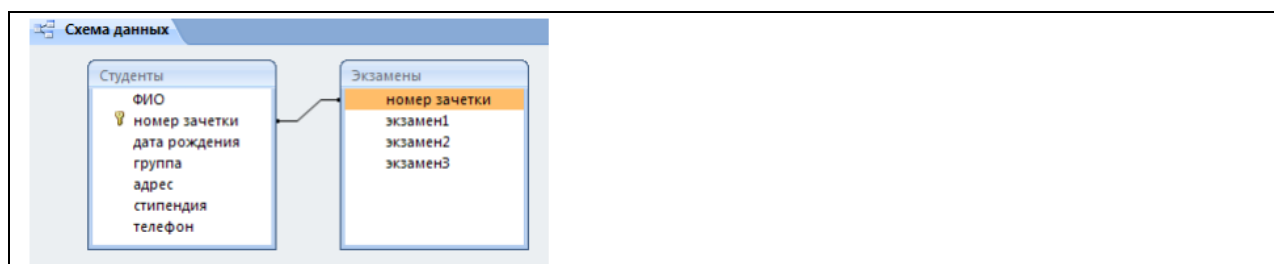 Схема данных
Студенты
ФИО
номер зачетки
дата рождения
группа
адрес
стипендия
телефон
Экзамены
номер зачетки
экзамен1
экзамен2
экзамен3